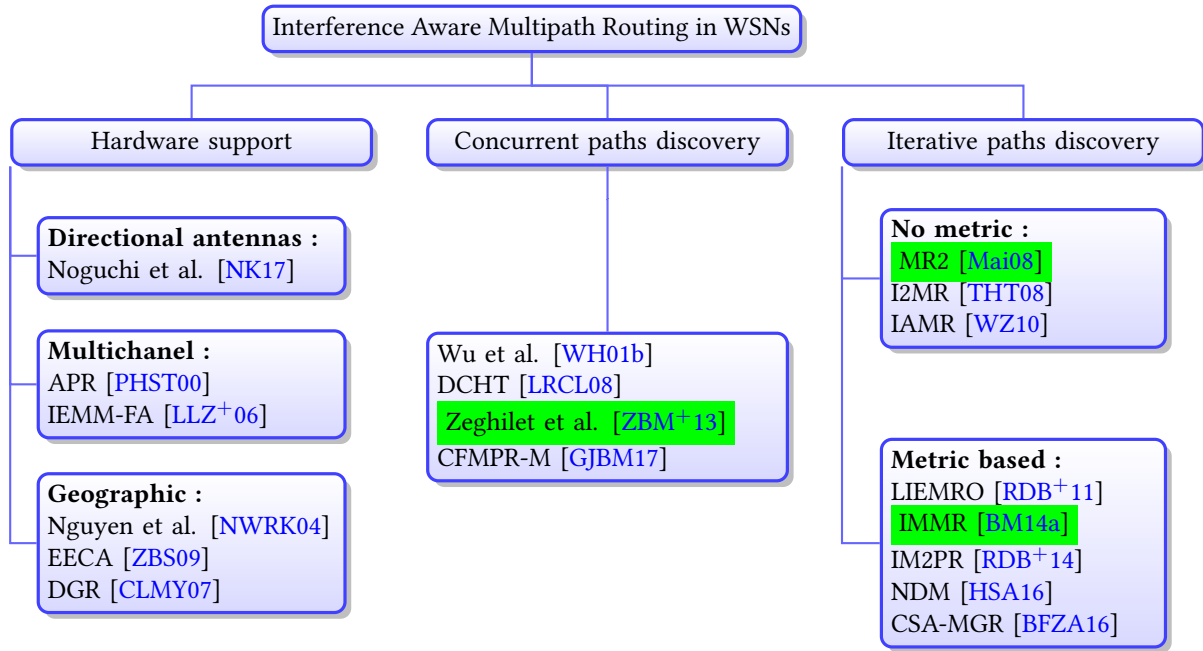 Interference Aware Multipath Routing in WSNs
Hardware support
Directional antennas :
Noguchi et al. [NK17]
Multichanel :
APR [PHST00]
IEMM-FA [LLZ+06]
Geographic :
Nguyen et al. [NWRK04]
EECA [ZBS09]
DGR [CLMY07]
Concurrent paths discovery
Wu et al. [WH01b]
DCHT [LRCL08]
Zeghilet et al. [ZBM+13]
CFMPR-M [GJBM17]
Iterative paths discovery
No metric :
MR2 [Mai08]
I2MR [THT08]
IAMR [WZ10]
Metric based :
LIEMRO [RDB+11]
IMMR [BM14a]
IM2PR [RDB+14]
NDM [HSA16]
CSA-MGR [BFZA16]